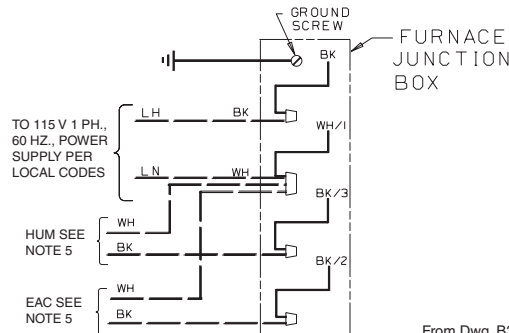 GROUND
SCREW
FURNACE
JUNCTION
BOX
BK
LH
BK
TO 115 V 1 PH.,
60 HZ., POWER
SUPPLY PER
LOCAL CODES
WH/1
LN
WH
BK/3
WH
HUM SEE
NOTE 5
BK
BK/2
WH
EAC SEE
NOTE 5
BK
From Dwg. B2